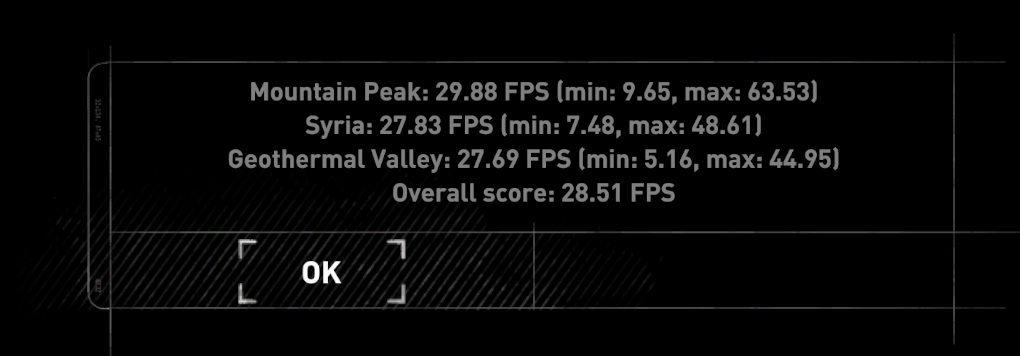 Mountain Peak: 29.88 FPS (min: 9.65, max: 63.53)
Syria: 27.83 FPS (min: 7.48, max: 48.61)
Geothermal Valley: 27.69 FPS (min: 5.16, max: 44.95)
Overall score: 28.51 FPS
OK